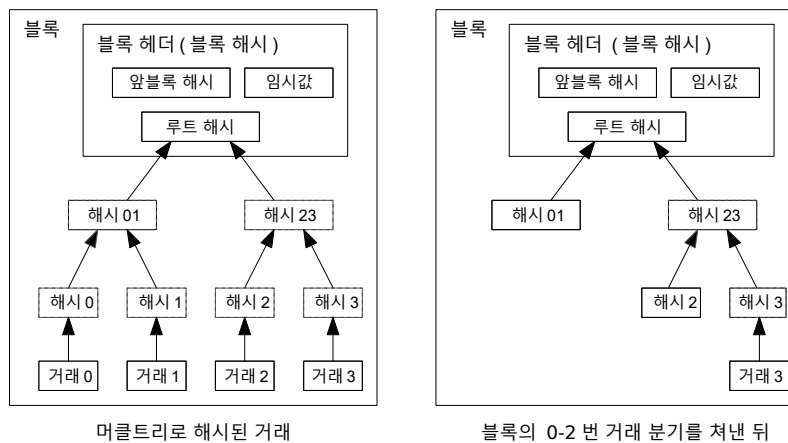 블록
블록 헤더 ( 블록 해시 )
앞블록 해시 임시값
루트 해시
해시 01 해시 23
해시 0 해시 1 해시 2 해시 3
거래 0 거래 1 거래 2 거래 3
머클트리로 해시된 거래
블록
블록 헤더 ( 블록 해시 )
앞블록 해시 임시값
루트 해시
해시 01 해시 23
해시 2 해시 3
거래 3
블록의 0-2 번 거래 분기를 쳐낸 뒤